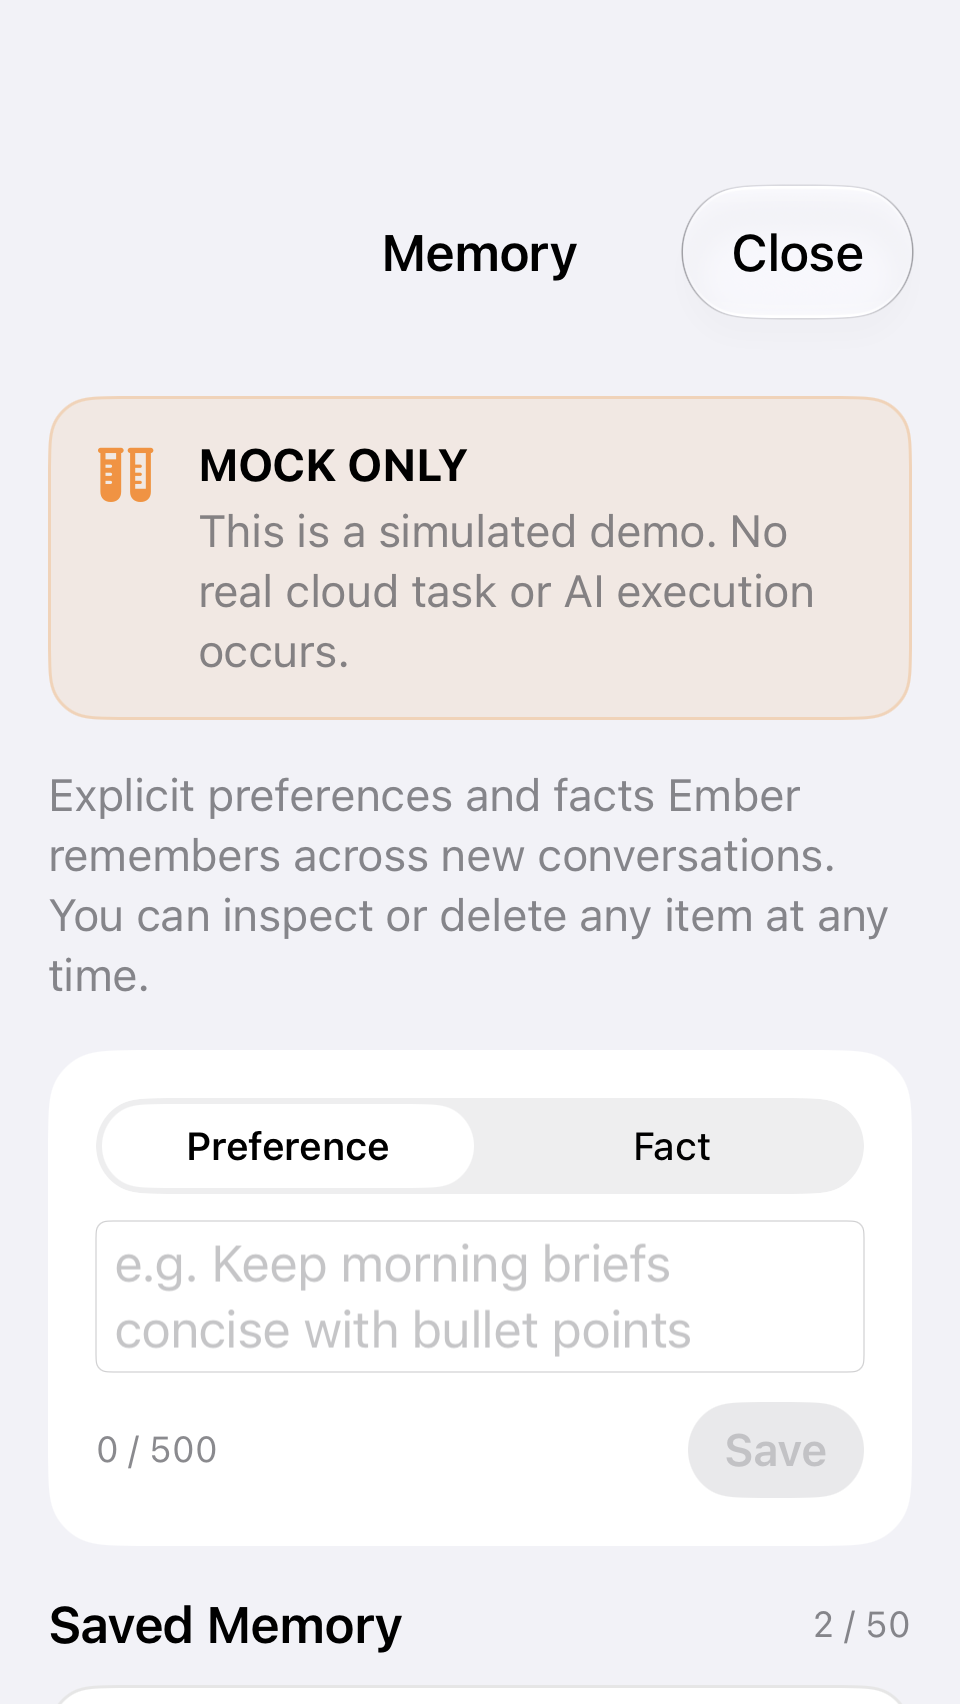 Memory
Close
MOCK ONLY
This is a simulated demo. No
real cloud task or AI execution
occurs.
Explicit preferences and facts Ember
remembers across new conversations.
You can inspect or delete any item at any
time.
Preference
Fact
e.g. Keep morning briefs
concise with bullet points
0 / 500
Save
Saved Memory
2 / 50